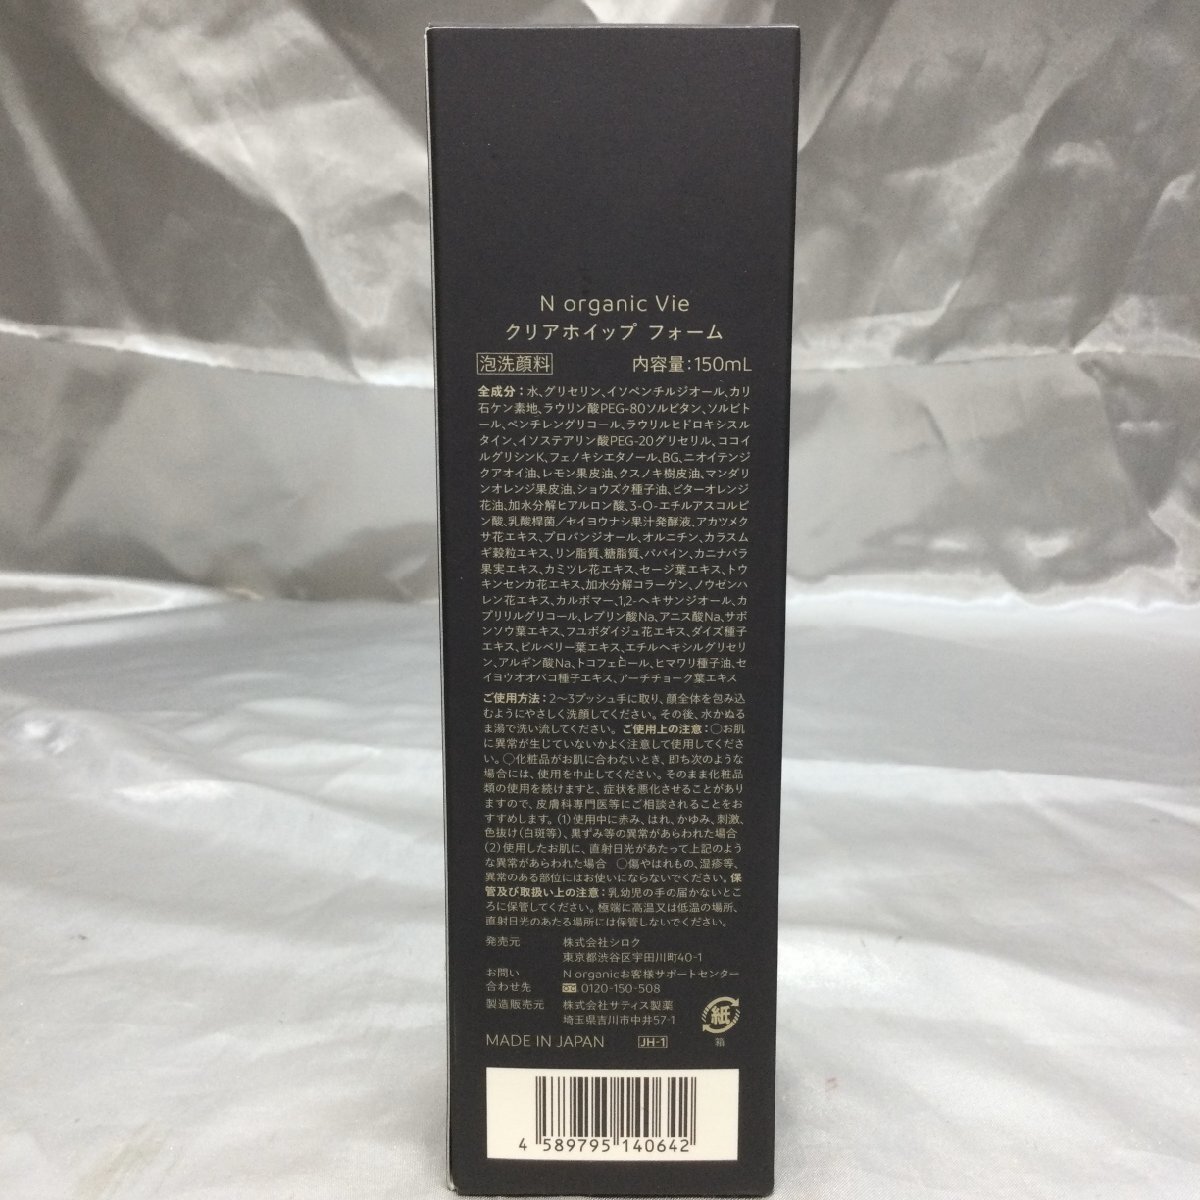 N organic Vie
クリアホイップ フォーム
泡洗顔料 内容量：150mL
全成分：水、グリセリン、イソペンチルジオール、カリ
石ケン素地、ラウリン酸PEG-80ソルビタン、ソルビト
ール、ペンチレングリコール、ラウリルヒドロキシスル
タイン、イソステアリン酸PEG-20グリセリル、ココイ
ルグリシンK、フェノキシエタノール、BG、ニオイテンジ
クアオイ油、レモン果皮油、クスノキ樹皮油、マンダリ
ンオレンジ果皮油、ショウズク種子油、ビターオレンジ
花油、加水分解ヒアルロン酸、3-O-エチルアスコルビ
ン酸、乳酸桿菌／セイヨウナシ果汁発酵液、アカツメク
サ花エキス、プロパンジオール、オルニチン、カラスム
ギ穀粒エキス、リン脂質、糖脂質、パパイン、カニナバラ
果実エキス、カミツレ花エキス、セージ葉エキス、トウ
キンセンカ花エキス、加水分解コラーゲン、ノウゼンハ
レン花エキス、カルボマー、1,2-ヘキサンジオール、カ
プリリルグリコール、レブリン酸Na、アニス酸Na、サボ
ンソウ葉エキス、フユボダイジュ花エキス、ダイズ種子
エキス、ビルベリー葉エキス、エチルヘキシルグリセリ
ン、アルギン酸Na、トコフェロール、ヒマワリ種子油、セ
イヨウオオバコ種子エキス、アーチチョーク葉エキス
ご使用方法：2〜3プッシュ手に取り、顔全体を包み込
むようにやさしく洗顔してください。その後、水かぬる
ま湯で洗い流してください。ご使用上の注意：○お肌
に異常が生じていないかよく注意して使用してくださ
い。○化粧品がお肌に合わないとき、即ち次のような
場合には、使用を中止してください。そのまま化粧品
類の使用を続けますと、症状を悪化させることがあり
ますので、皮膚科専門医等にご相談されることをお
すすめします。(1)使用中に赤み、はれ、かゆみ、刺激、
色抜け(白斑等)、黒ずみ等の異常があらわれた場合
(2)使用したお肌に、直射日光があたって上記のよう
な異常があらわれた場合 ○傷やはれもの、湿疹等、
異常のある部位にはお使いにならないでください。保
管及び取扱い上の注意：乳幼児の手の届かないとこ
ろに保管してください。極端に高温又は低温の場所、
直射日光のあたる場所には保管しないでください。
発売元 株式会社シロク
東京都渋谷区宇田川町40-1
お問い N organicお客様サポートセンター
合わせ先 0120-150-508
製造販売元 株式会社サティス製薬
埼玉県吉川市中井57-1
紙
箱
MADE IN JAPAN JH-1
4 589795 140642